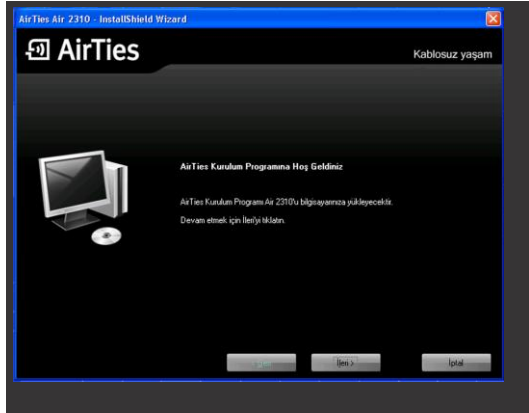 AirTies Air 2310 - InstallShield Wizard
AirTies
Kablosuz yaşam
AirTies Kurulum Programına Hoş Geldiniz
AirTies Kurulum Programı Air 2310'u bilgisayarınıza yükleyecektir.
Devam etmek için İleri'yi tıklatın.
İleri >
İptal